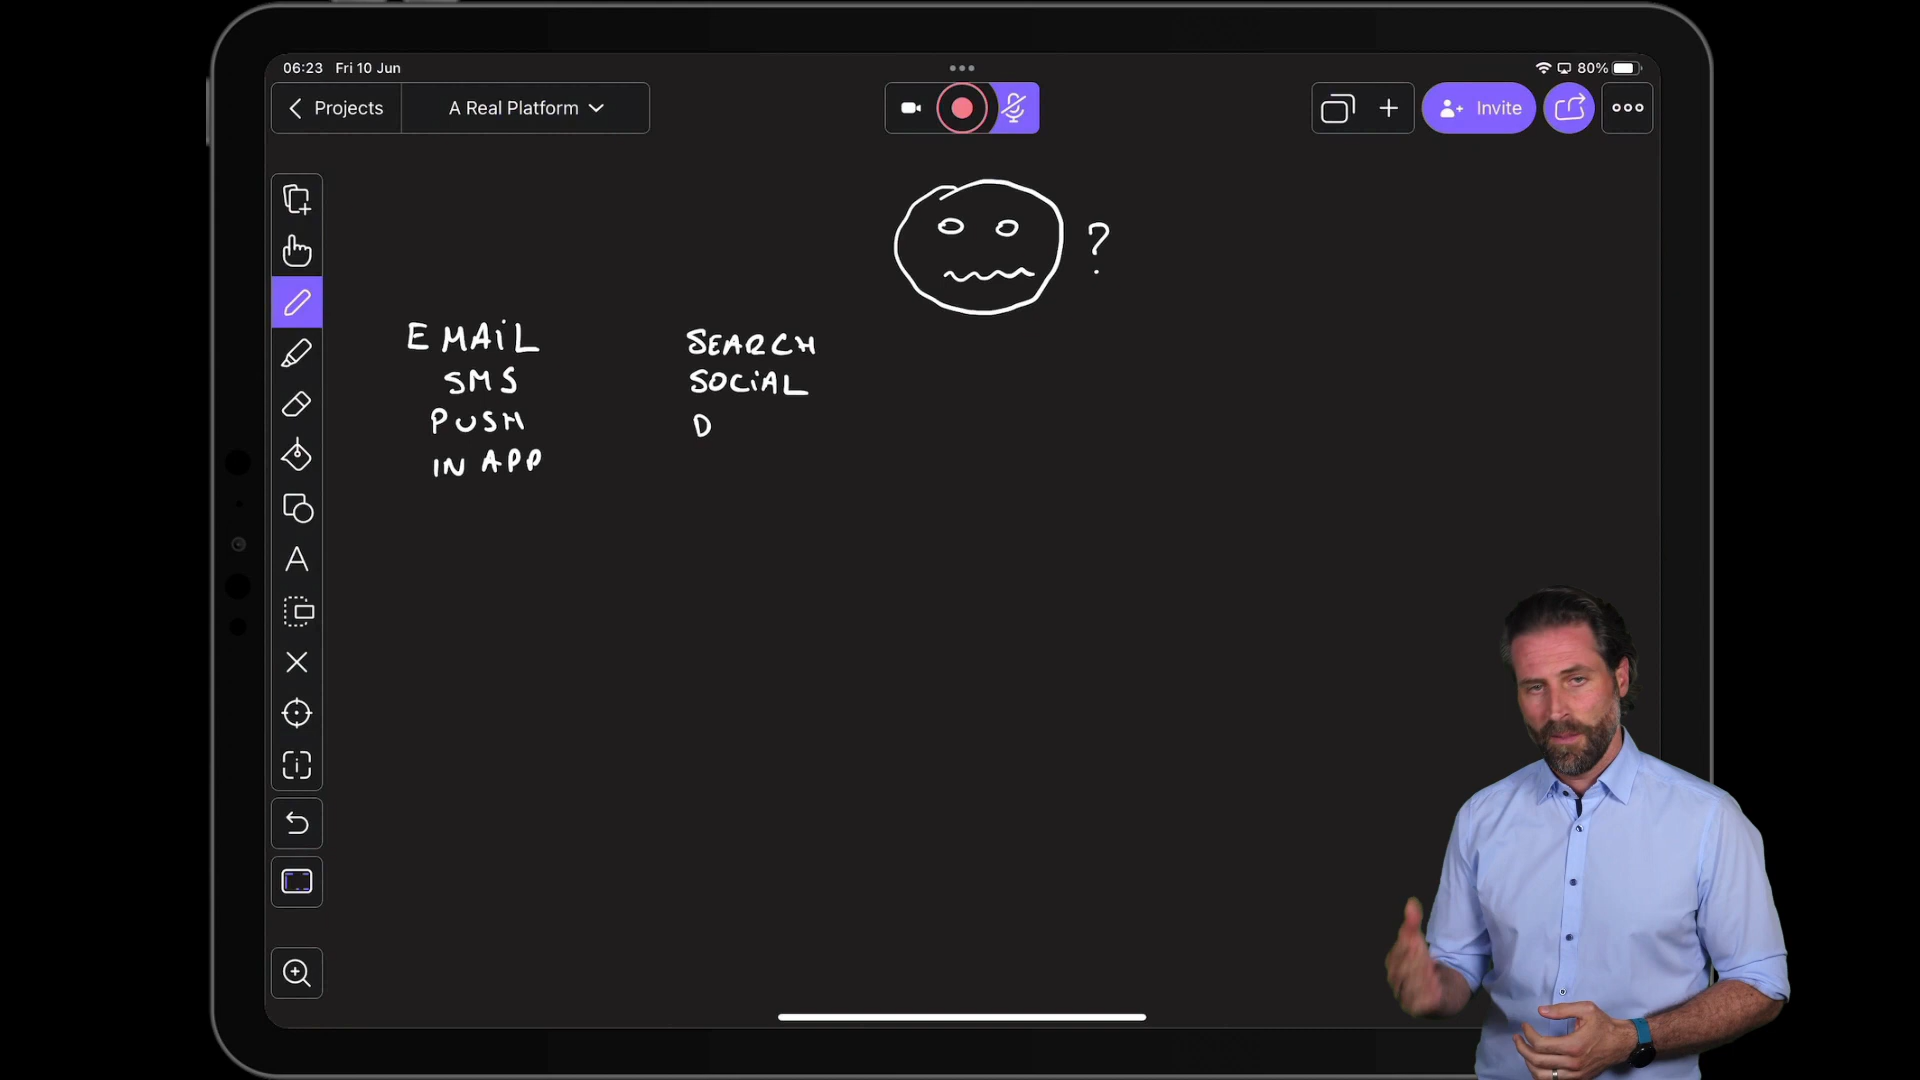 06:23 Fri 10 Jun
80%
Projects
A Real Platform
Invite
?
EMAiL
SMS
PUSH
IN APP
SEARCH
SOCiAL
D